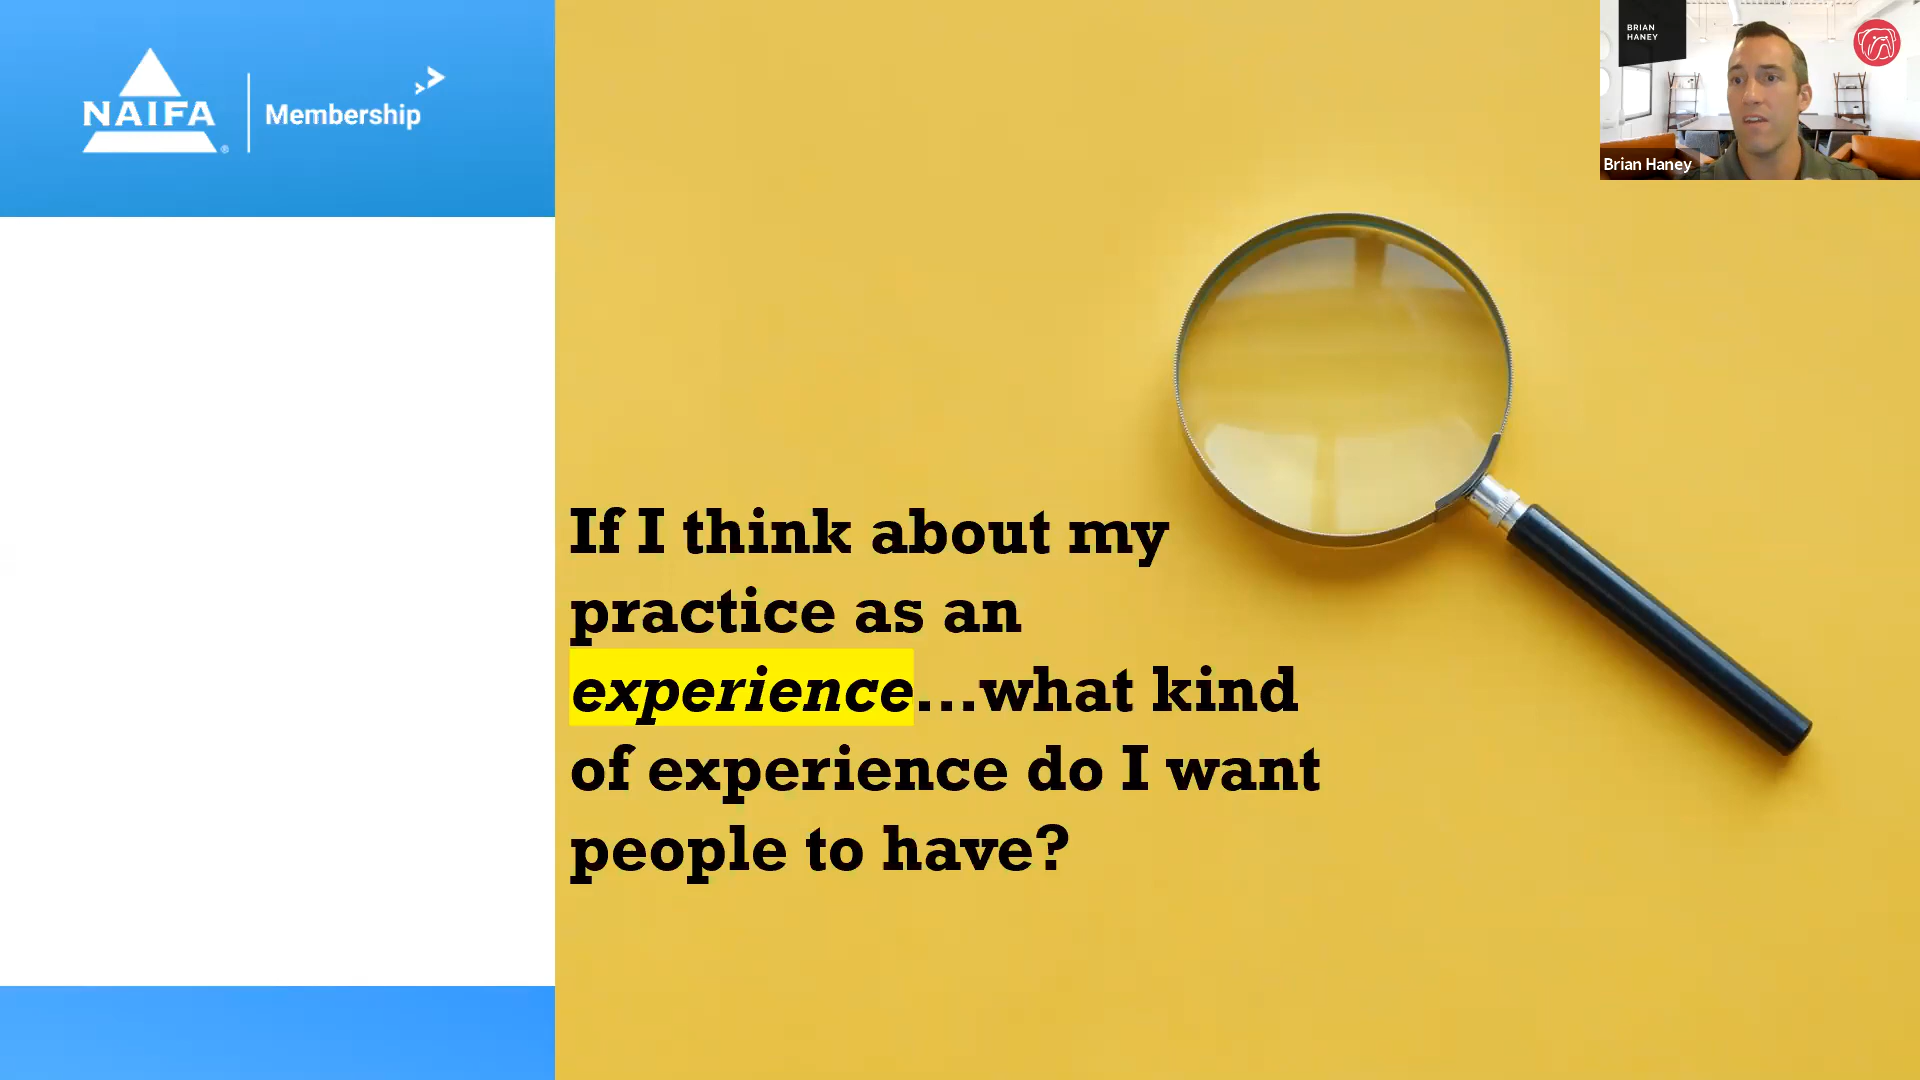 NAIFA®
Membership
BRIAN
HANEY
Brian Haney
If I think about my
practice as an
experience...what kind
of experience do I want
people to have?